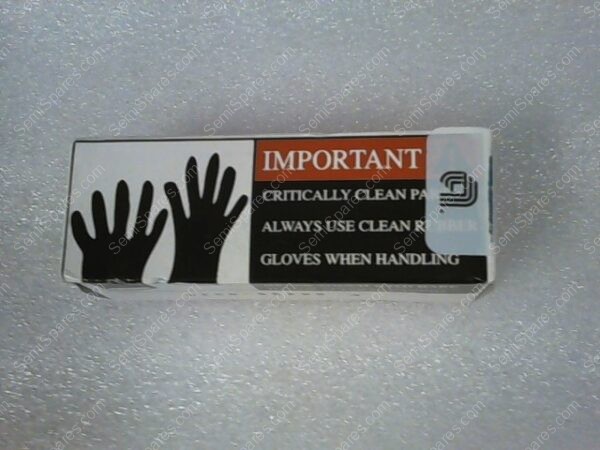 IMPORTANT
CRITICALLY CLEAN
ALWAYS USE CLEAN RUBBER
GLOVES WHEN HANDLING
SemiSpares.com